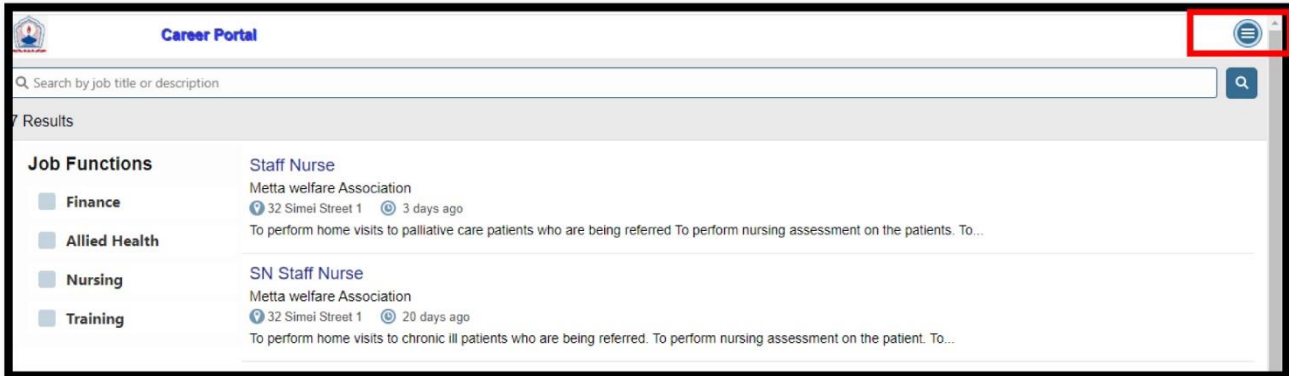 Career Portal
Search by job title or description
7 Results
Job Functions
Finance
Allied Health
Nursing
Training
Staff Nurse
Metta welfare Association
32 Simei Street 1 3 days ago
To perform home visits to palliative care patients who are being referred To perform nursing assessment on the patients. To...
SN Staff Nurse
Metta welfare Association
32 Simei Street 1 20 days ago
To perform home visits to chronic ill patients who are being referred. To perform nursing assessment on the patient. To...